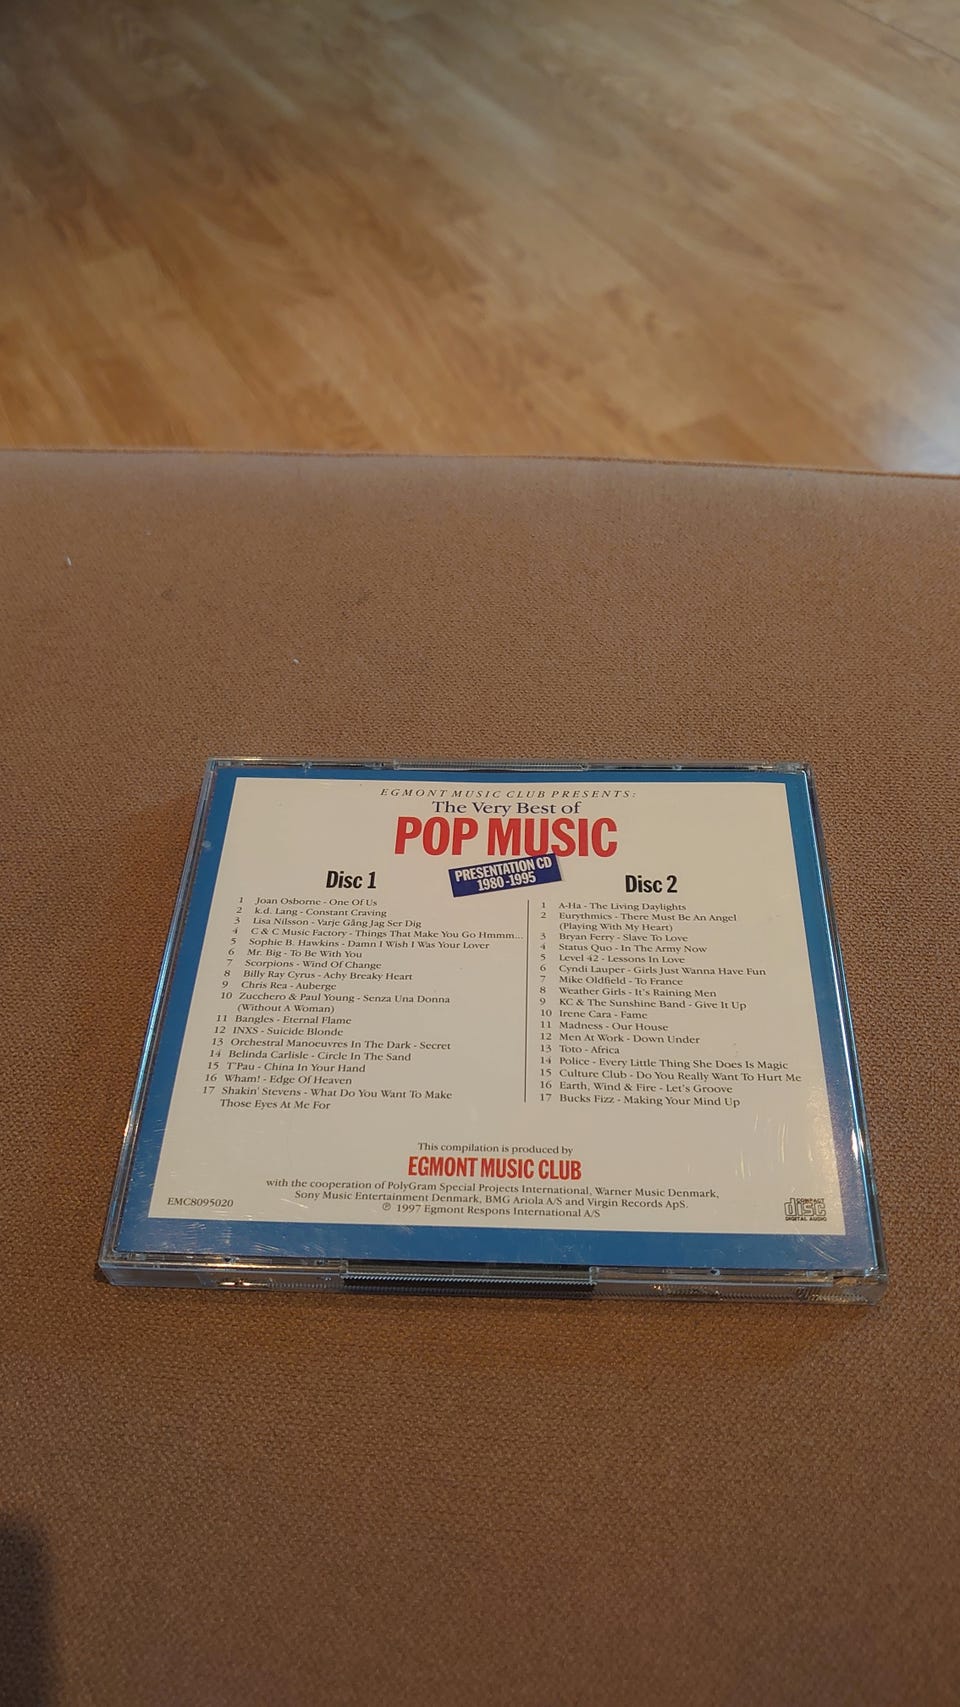 EGMONT MUSIC CLUB PRESENTS:
The Very Best of
POP MUSIC
PRESENTATION CD
1980-1995
Disc 1
1 Joan Osborne - One Of Us
2 k.d. Lang - Constant Craving
3 Lisa Nilsson - Varje Gång Jag Ser Dig
4 C & C Music Factory - Things That Make You Go Hmmm...
5 Sophie B. Hawkins - Damn I Wish I Was Your Lover
6 Mr. Big - To Be With You
7 Scorpions - Wind Of Change
8 Billy Ray Cyrus - Achy Breaky Heart
9 Chris Rea - Auberge
10 Zucchero & Paul Young - Senza Una Donna
(Without A Woman)
11 Bangles - Eternal Flame
12 INXS - Suicide Blonde
13 Orchestral Manoeuvres In The Dark - Secret
14 Belinda Carlisle - Circle In The Sand
15 T'Pau - China In Your Hand
16 Wham! - Edge Of Heaven
17 Shakin' Stevens - What Do You Want To Make
Those Eyes At Me For
Disc 2
1 A-Ha - The Living Daylights
2 Eurythmics - There Must Be An Angel
(Playing With My Heart)
3 Bryan Ferry - Slave To Love
4 Status Quo - In The Army Now
5 Level 42 - Lessons In Love
6 Cyndi Lauper - Girls Just Wanna Have Fun
7 Mike Oldfield - To France
8 Weather Girls - It's Raining Men
9 KC & The Sunshine Band - Give It Up
10 Irene Cara - Fame
11 Madness - Our House
12 Men At Work - Down Under
13 Toto - Africa
14 Police - Every Little Thing She Does Is Magic
15 Culture Club - Do You Really Want To Hurt Me
16 Earth, Wind & Fire - Let's Groove
17 Bucks Fizz - Making Your Mind Up
This compilation is produced by
EGMONT MUSIC CLUB
with the cooperation of PolyGram Special Projects International, Warner Music Denmark,
Sony Music Entertainment Denmark, BMG Ariola A/S and Virgin Records ApS.
℗ 1997 Egmont Respons International A/S
EMC8095020
COMPACT
disc
DIGITAL AUDIO